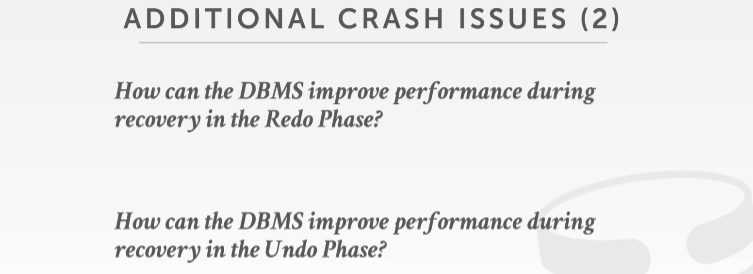 ADDITIONAL CRASH ISSUES (2)
How can the DBMS improve performance during
recovery in the Redo Phase?
How can the DBMS improve performance during
recovery in the Undo Phase?